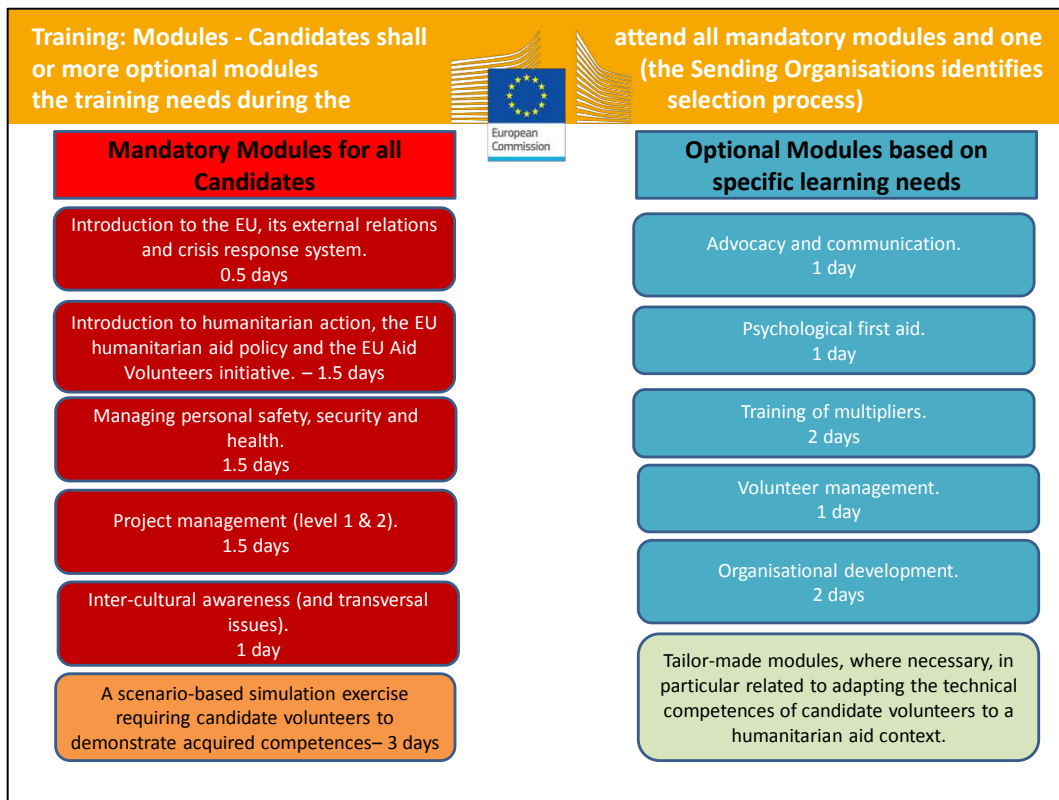 Training: Modules - Candidates shall attend all mandatory modules and one
or more optional modules (the Sending Organisations identifies
the training needs during the selection process)
European
Commission
Mandatory Modules for all
Candidates
Introduction to the EU, its external relations
and crisis response system.
0.5 days
Introduction to humanitarian action, the EU
humanitarian aid policy and the EU Aid
Volunteers initiative. – 1.5 days
Managing personal safety, security and
health.
1.5 days
Project management (level 1 & 2).
1.5 days
Inter-cultural awareness (and transversal
issues).
1 day
A scenario-based simulation exercise
requiring candidate volunteers to
demonstrate acquired competences– 3 days
Optional Modules based on
specific learning needs
Advocacy and communication.
1 day
Psychological first aid.
1 day
Training of multipliers.
2 days
Volunteer management.
1 day
Organisational development.
2 days
Tailor-made modules, where necessary, in
particular related to adapting the technical
competences of candidate volunteers to a
humanitarian aid context.